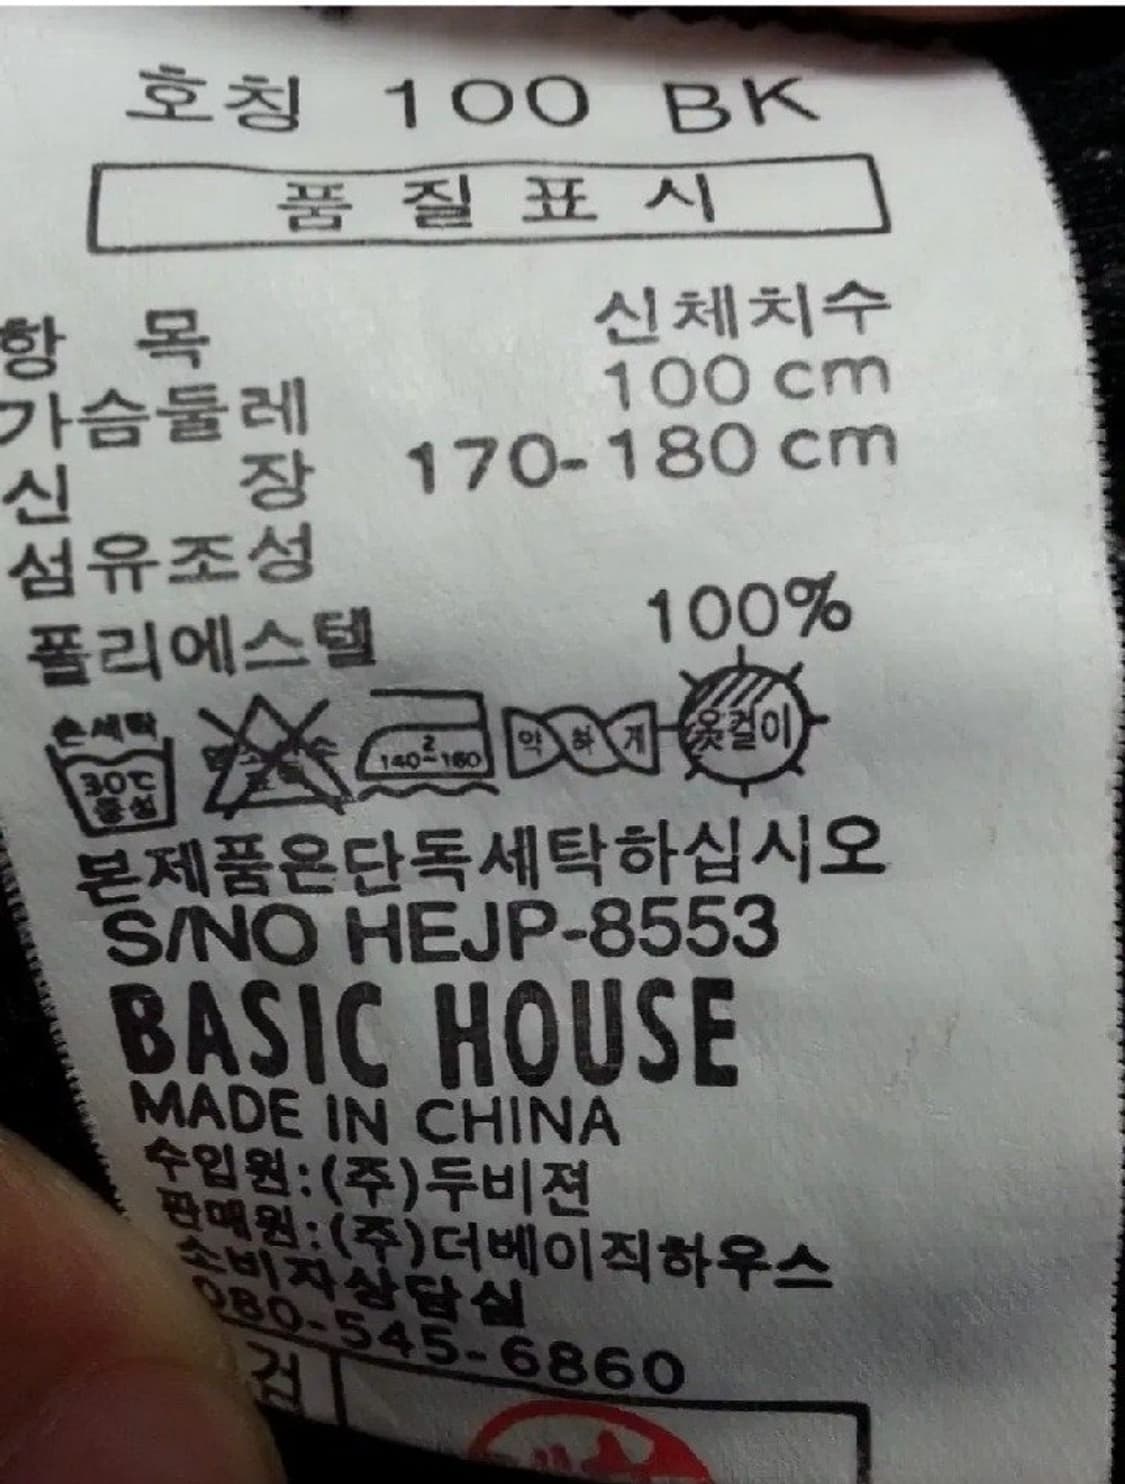 호칭 100 BK
품질표시
항 목 신체치수
가슴둘레 100 cm
신 장 170-180 cm
섬유조성
폴리에스텔 100%
손세탁
30℃
중성
2
140~160
약하게
옷걸이
본제품은단독세탁하십시오
S/NO HEJP-8553
BASIC HOUSE
MADE IN CHINA
수입원:(주)두비젼
판매원:(주)더베이직하우스
소비자상담실
080-545-6860